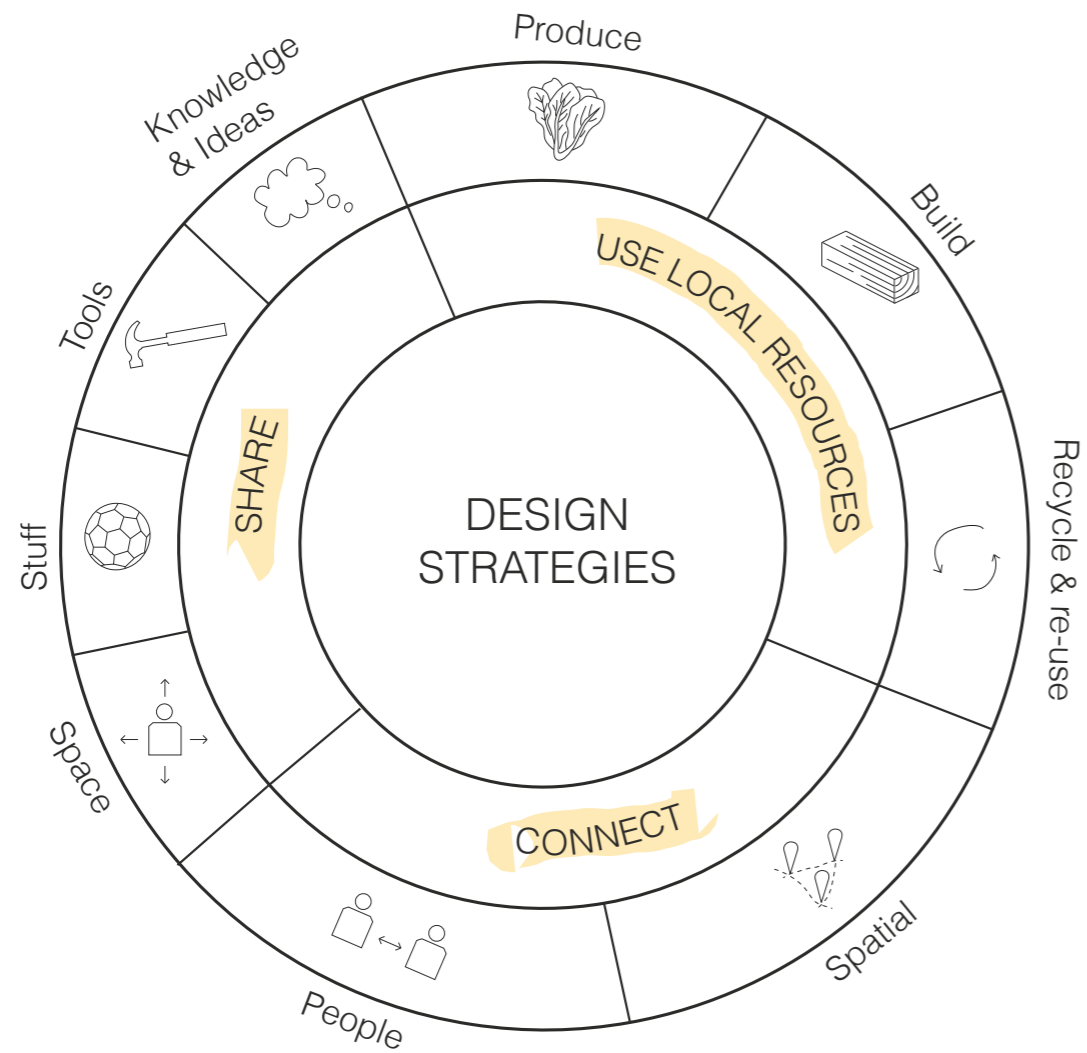 Produce
Knowledge
& Ideas
Build
USE LOCAL RESOURCES
Tools
SHARE
DESIGN
STRATEGIES
Recycle & re-use
Stuff
Space
CONNECT
Spatial
People